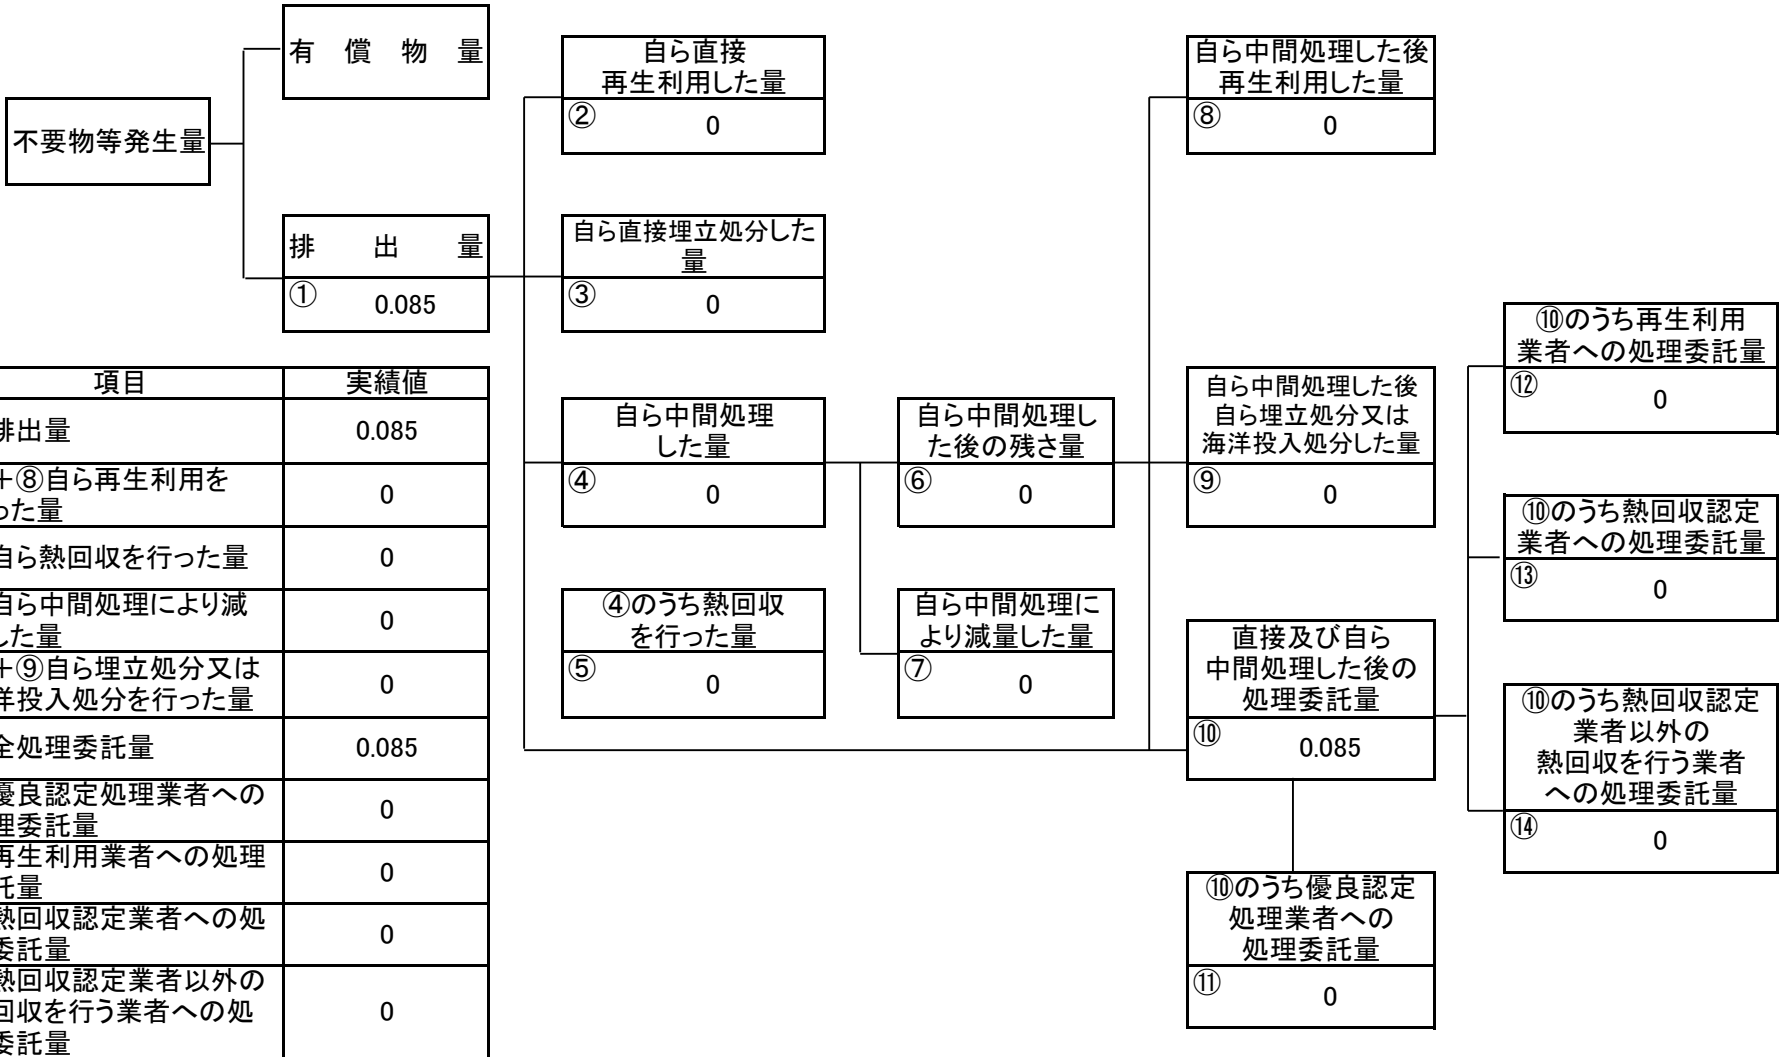 有償物量
不要物等発生量
排出量
① 0.085
自ら直接
再生利用した量
② 0
自ら直接埋立処分した
量
③ 0
自ら中間処理
した量
④ 0
④のうち熱回収
を行った量
⑤ 0
自ら中間処理し
た後の残さ量
⑥ 0
自ら中間処理に
より減量した量
⑦ 0
自ら中間処理した後
再生利用した量
⑧ 0
自ら中間処理した後
自ら埋立処分又は
海洋投入処分した量
⑨ 0
直接及び自ら
中間処理した後の
処理委託量
⑩ 0.085
⑩のうち優良認定
処理業者への
処理委託量
⑪ 0
⑩のうち再生利用
業者への処理委託量
⑫ 0
⑩のうち熱回収認定
業者への処理委託量
⑬ 0
⑩のうち熱回収認定
業者以外の
熱回収を行う業者
への処理委託量
⑭ 0
項目 実績値
排出量 0.085
+⑧自ら再生利用を
った量 0
自ら熱回収を行った量 0
自ら中間処理により減
した量 0
+⑨自ら埋立処分又は
洋投入処分を行った量 0
全処理委託量 0.085
優良認定処理業者への
理委託量 0
再生利用業者への処理
託量 0
熱回収認定業者への処
委託量 0
熱回収認定業者以外の
回収を行う業者への処
委託量 0